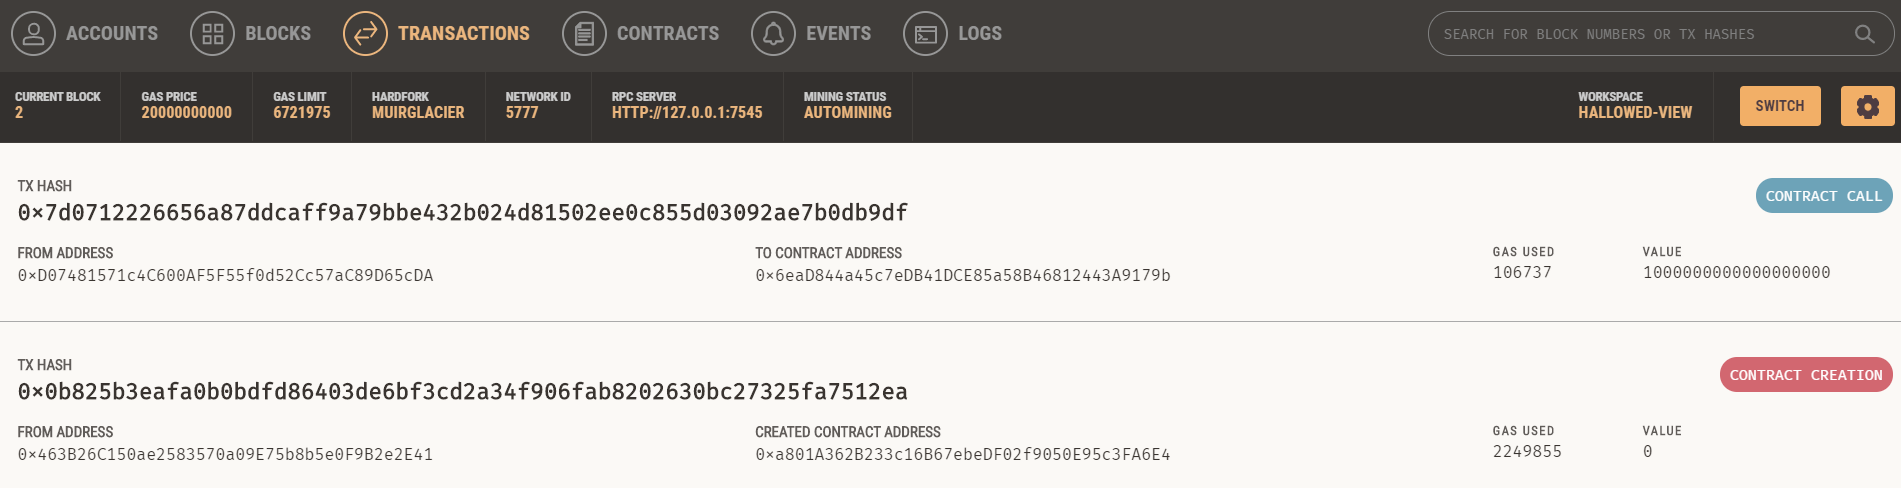 ACCOUNTS BLOCKS TRANSACTIONS CONTRACTS EVENTS LOGS SEARCH FOR BLOCK NUMBERS OR TX HASHES
CURRENT BLOCK GAS PRICE GAS LIMIT HARDFORK NETWORK ID RPC SERVER MINING STATUS WORKSPACE
2 20000000000 6721975 MUIRGLACIER 5777 HTTP://127.0.0.1:7545 AUTOMINING HALLOWED-VIEW SWITCH
TX HASH
0×7d0712226656a87ddcaff9a79bbe432b024d81502ee0c855d03092ae7b0db9df CONTRACT CALL
FROM ADDRESS TO CONTRACT ADDRESS GAS USED VALUE
0×D07481571c4C600AF5F55f0d52Cc57aC89D65cDA 0×6eaD844a45c7eDB41DCE85a58B46812443A9179b 106737 1000000000000000000
TX HASH
0×0b825b3eafa0b0bdfd86403de6bf3cd2a34f906fab8202630bc27325fa7512ea CONTRACT CREATION
FROM ADDRESS CREATED CONTRACT ADDRESS GAS USED VALUE
0×463B26C150ae2583570a09E75b8b5e0F9B2e2E41 0×a801A362B233c16B67ebeDF02f9050E95c3FA6E4 2249855 0